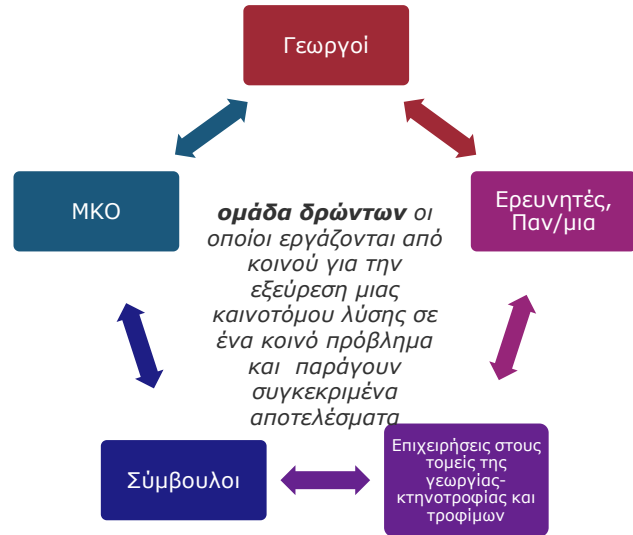 Γεωργοί
ΜΚΟ
Ερευνητές,
Παν/μια
ομάδα δρώντων οι
οποίοι εργάζονται από
κοινού για την
εξεύρεση μιας
καινοτόμου λύσης σε
ένα κοινό πρόβλημα
και παράγουν
συγκεκριμένα
αποτελέσματα
Σύμβουλοι
Επιχειρήσεις στους
τομείς της
γεωργίας-
κτηνοτροφίας και
τροφίμων